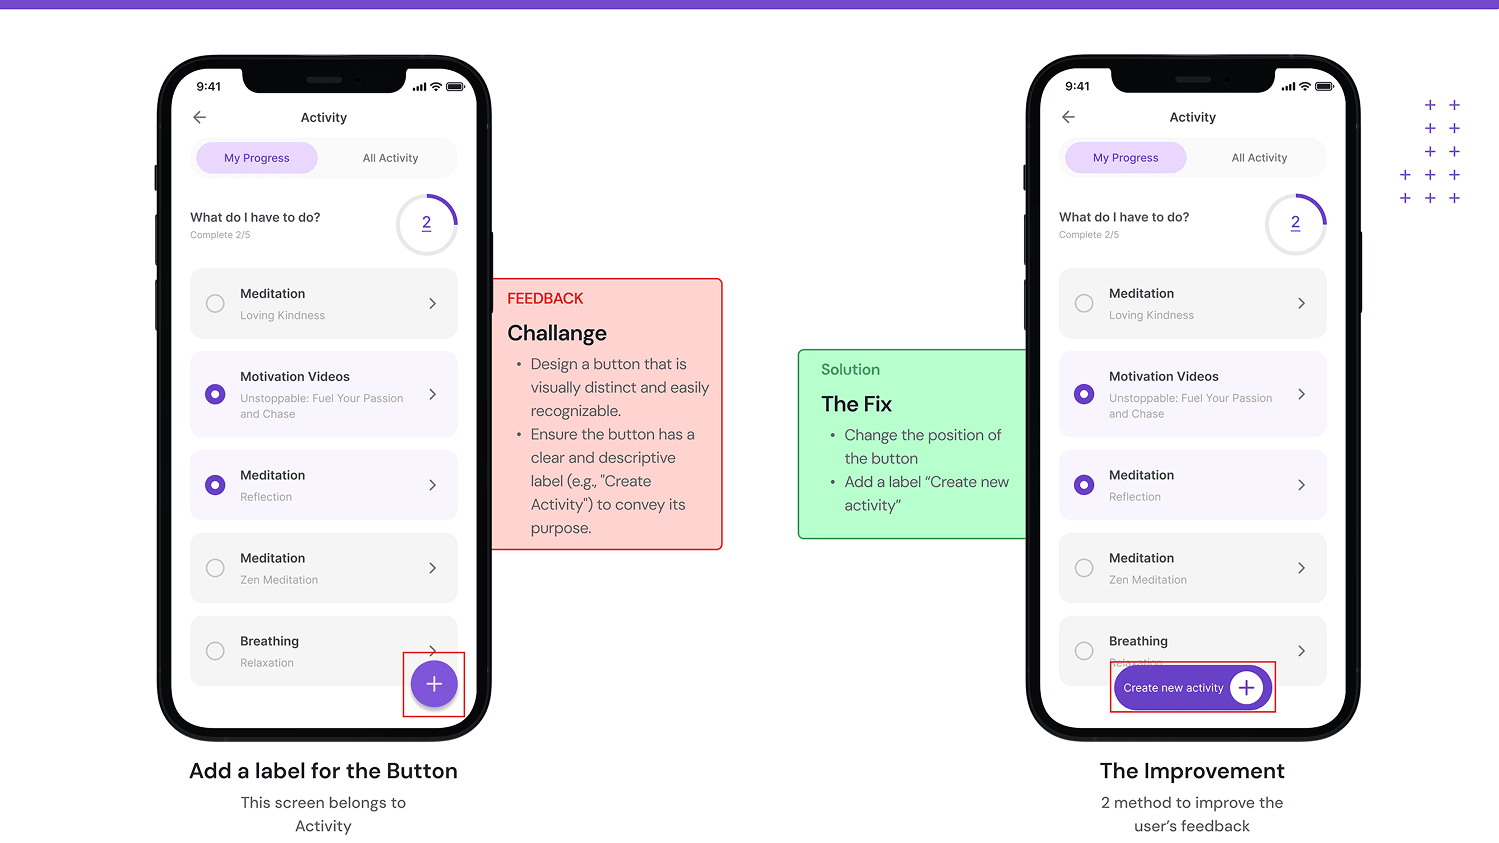 9:41
Activity
My Progress All Activity
What do I have to do?
Complete 2/5
2
Meditation
Loving Kindness
Motivation Videos
Unstoppable: Fuel Your Passion
and Chase
Meditation
Reflection
Meditation
Zen Meditation
Breathing
Relaxation
Add a label for the Button
This screen belongs to
Activity
FEEDBACK
Challange
• Design a button that is
visually distinct and easily
recognizable.
• Ensure the button has a
clear and descriptive
label (e.g., "Create
Activity") to convey its
purpose.
Solution
The Fix
• Change the position of
the button
• Add a label “Create new
activity”
9:41
Activity
My Progress All Activity
What do I have to do?
Complete 2/5
2
Meditation
Loving Kindness
Motivation Videos
Unstoppable: Fuel Your Passion
and Chase
Meditation
Reflection
Meditation
Zen Meditation
Breathing
Relaxation
Create new activity
The Improvement
2 method to improve the
user’s feedback